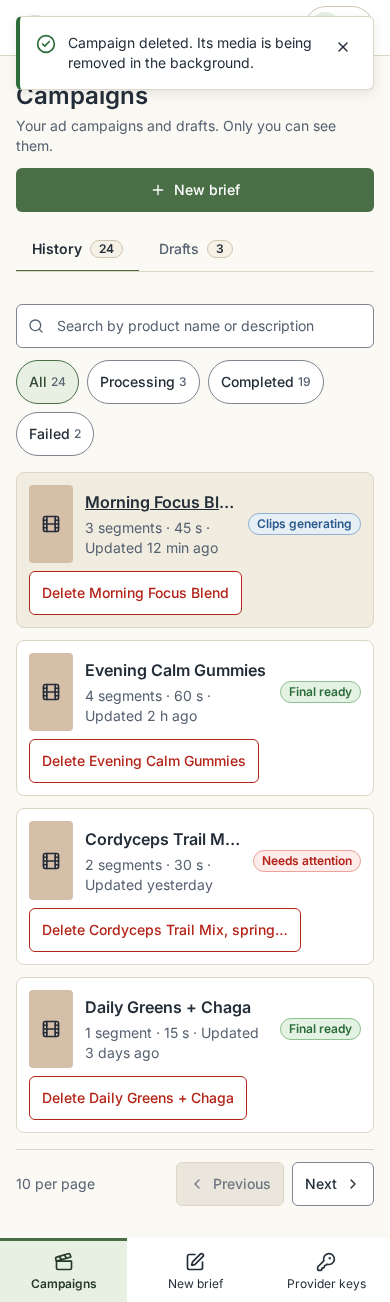 Campaign deleted. Its media is being
removed in the background.
Campaigns
Your ad campaigns and drafts. Only you can see
them.
New brief
History 24
Drafts 3
Search by product name or description
All 24
Processing 3
Completed 19
Failed 2
Morning Focus Bl...
3 segments · 45 s ·
Updated 12 min ago
Clips generating
Delete Morning Focus Blend
Evening Calm Gummies
4 segments · 60 s ·
Updated 2 h ago
Final ready
Delete Evening Calm Gummies
Cordyceps Trail M...
2 segments · 30 s ·
Updated yesterday
Needs attention
Delete Cordyceps Trail Mix, spring...
Daily Greens + Chaga
1 segment · 15 s · Updated
3 days ago
Final ready
Delete Daily Greens + Chaga
10 per page
Previous
Next
Campaigns
New brief
Provider keys